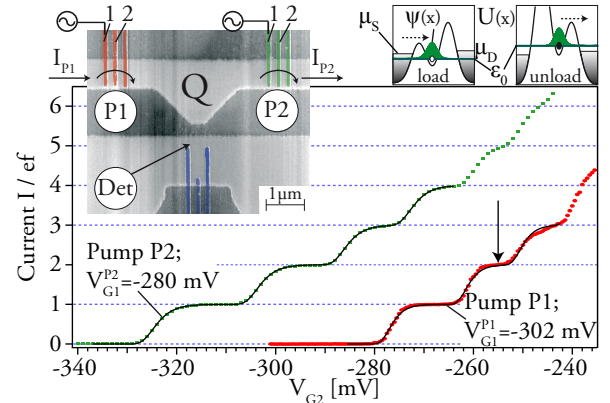 1 2
1 2
I_P1
I_P2
P1
Q
P2
Det
1μm
μ_S
ψ(x)
μ_D
load
U(x)
ε_0
unload
Current I / ef
6
5
4
3
2
1
0
Pump P2;
V_G1^P2=-280 mV
Pump P1;
V_G1^P1=-302 mV
-340
-320
-300
-280
-260
-240
V_G2 [mV]